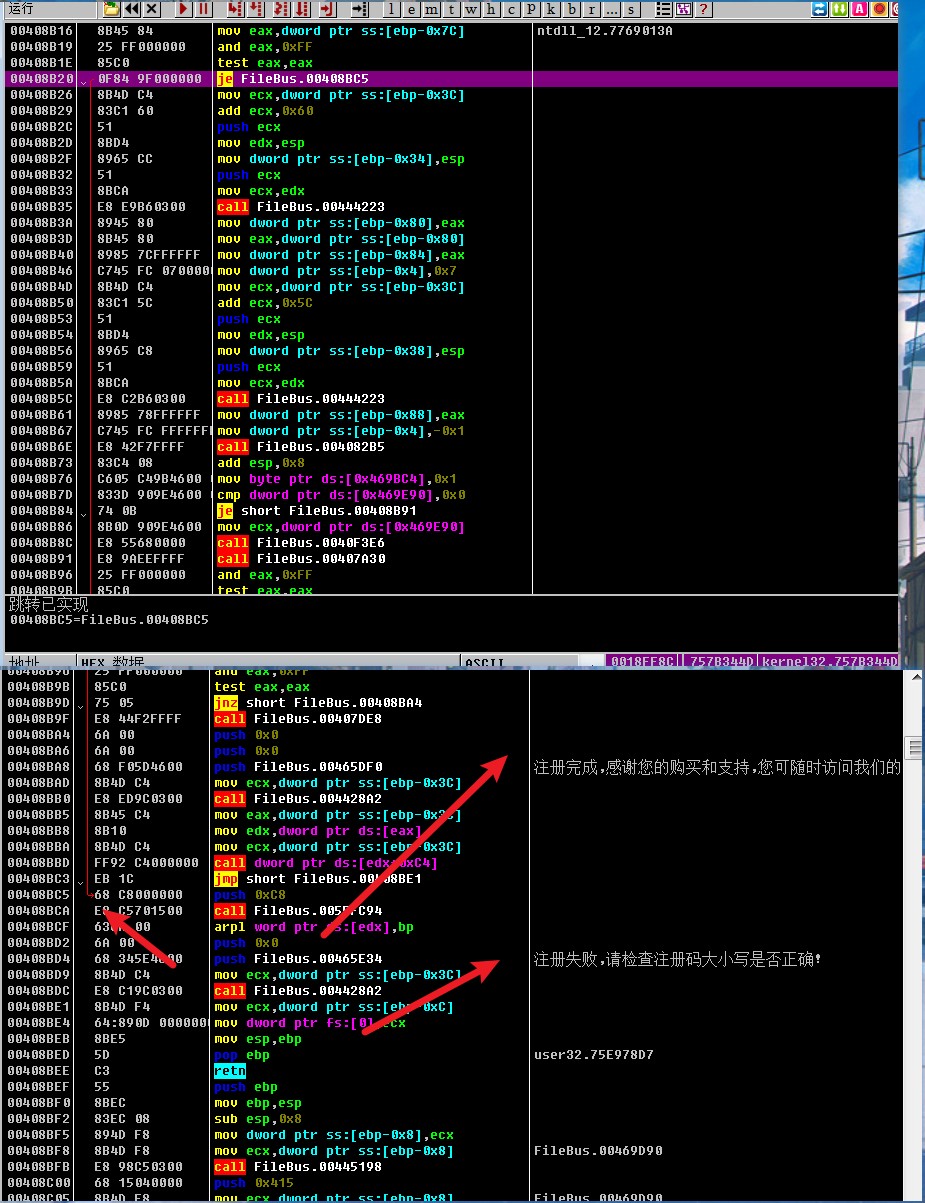 运行 l e m t w h c p k b r ... s ?
00408B16 8B45 84 mov eax,dword ptr ss:[ebp-0x7C] ntdll_12.7769013A
00408B19 25 FF000000 and eax,0xFF
00408B1E 85C0 test eax,eax
00408B20 0F84 9F000000 je FileBus.00408BC5
00408B26 8B4D C4 mov ecx,dword ptr ss:[ebp-0x3C]
00408B29 83C1 60 add ecx,0x60
00408B2C 51 push ecx
00408B2D 8BD4 mov edx,esp
00408B2F 8965 CC mov dword ptr ss:[ebp-0x34],esp
00408B32 51 push ecx
00408B33 8BCA mov ecx,edx
00408B35 E8 E9B60300 call FileBus.00444223
00408B3A 8945 80 mov dword ptr ss:[ebp-0x80],eax
00408B3D 8B45 80 mov eax,dword ptr ss:[ebp-0x80]
00408B40 8985 7CFFFFFF mov dword ptr ss:[ebp-0x84],eax
00408B46 C745 FC 070000 mov dword ptr ss:[ebp-0x4],0x7
00408B4D 8B4D C4 mov ecx,dword ptr ss:[ebp-0x3C]
00408B50 83C1 5C add ecx,0x5C
00408B53 51 push ecx
00408B54 8BD4 mov edx,esp
00408B56 8965 C8 mov dword ptr ss:[ebp-0x38],esp
00408B59 51 push ecx
00408B5A 8BCA mov ecx,edx
00408B5C E8 C2B60300 call FileBus.00444223
00408B61 8985 78FFFFFF mov dword ptr ss:[ebp-0x88],eax
00408B67 C745 FC FFFFFF mov dword ptr ss:[ebp-0x4],-0x1
00408B6E E8 42F7FFFF call FileBus.004082B5
00408B73 83C4 08 add esp,0x8
00408B76 C605 C49B4600 mov byte ptr ds:[0x469BC4],0x1
00408B7D 833D 909E4600 cmp dword ptr ds:[0x469E90],0x0
00408B84 74 0B je short FileBus.00408B91
00408B86 8B0D 909E4600 mov ecx,dword ptr ds:[0x469E90]
00408B8C E8 55680000 call FileBus.0040F3E6
00408B91 E8 9AEEFFFF call FileBus.00407A30
00408B96 25 FF000000 and eax,0xFF
00408B9B 85C0 test eax,eax
跳转已实现
00408BC5=FileBus.00408BC5
地址 HEX 数据 ASCII 0018FF8C 757B344D kernel32.757B344D
00408B96 25 FF000000 and eax,0xFF
00408B9B 85C0 test eax,eax
00408B9D 75 05 jnz short FileBus.00408BA4
00408B9F E8 44F2FFFF call FileBus.00407DE8
00408BA4 6A 00 push 0x0
00408BA6 6A 00 push 0x0
00408BA8 68 F05D4600 push FileBus.00465DF0 注册完成,感谢您的购买和支持,您可随时访问我们的
00408BAD 8B4D C4 mov ecx,dword ptr ss:[ebp-0x3C]
00408BB0 E8 ED9C0300 call FileBus.004428A2
00408BB5 8B45 C4 mov eax,dword ptr ss:[ebp-0x3C]
00408BB8 8B10 mov edx,dword ptr ds:[eax]
00408BBA 8B4D C4 mov ecx,dword ptr ss:[ebp-0x3C]
00408BBD FF92 C4000000 call dword ptr ds:[edx+0xC4]
00408BC3 EB 1C jmp short FileBus.00408BE1
00408BC5 68 C8000000 push 0xC8
00408BCA E8 C5701500 call FileBus.0055FC94
00408BCF 00 arpl word ptr ds:[edx],bp
00408BD2 6A 00 push 0x0
00408BD4 68 345E4600 push FileBus.00465E34 注册失败,请检查注册码大小写是否正确!
00408BD9 8B4D C4 mov ecx,dword ptr ss:[ebp-0x3C]
00408BDC E8 C19C0300 call FileBus.004428A2
00408BE1 8B4D F4 mov ecx,dword ptr ss:[ebp-0xC]
00408BE4 64:890D 000000 mov dword ptr fs:[0],ecx
00408BEB 8BE5 mov esp,ebp
00408BED 5D pop ebp user32.75E978D7
00408BEE C3 retn
00408BEF 55 push ebp
00408BF0 8BEC mov ebp,esp
00408BF2 83EC 08 sub esp,0x8
00408BF5 894D F8 mov dword ptr ss:[ebp-0x8],ecx
00408BF8 8B4D F8 mov ecx,dword ptr ss:[ebp-0x8] FileBus.00469D90
00408BFB E8 98C50300 call FileBus.00445198
00408C00 68 15040000 push 0x415
00408C05 8B4D F8 mov ecx,dword ptr ss:[ebp-0x8] FileBus.00469D90